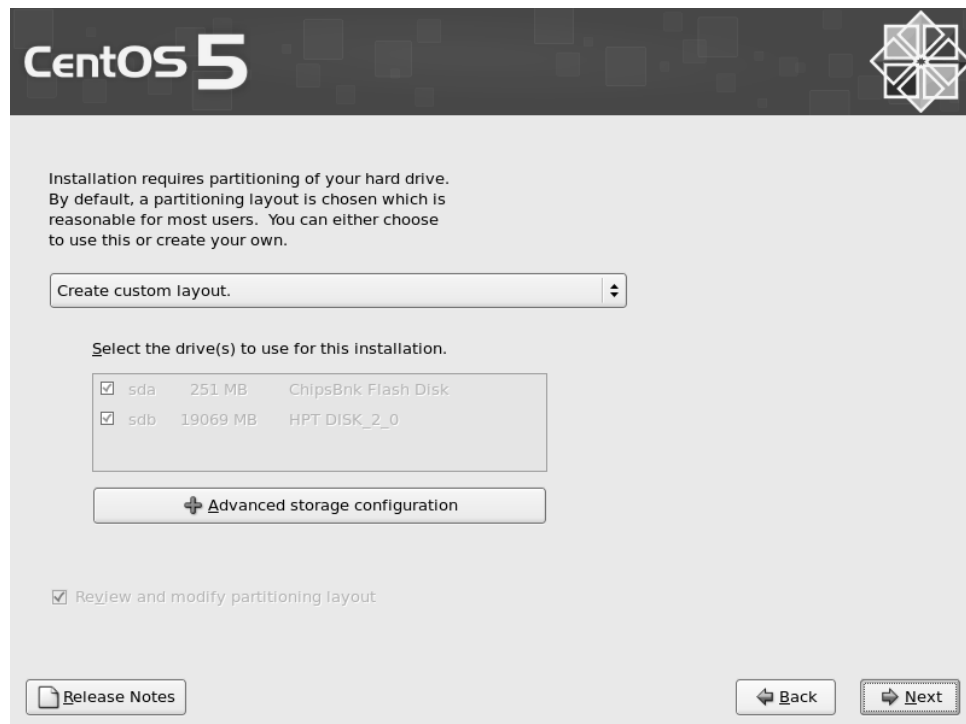 CentOS 5
Installation requires partitioning of your hard drive.
By default, a partitioning layout is chosen which is
reasonable for most users.  You can either choose
to use this or create your own.
Create custom layout.
Select the drive(s) to use for this installation.
sda 251 MB ChipsBnk Flash Disk
sdb 19069 MB HPT DISK_2_0
Advanced storage configuration
Review and modify partitioning layout
Release Notes
Back
Next